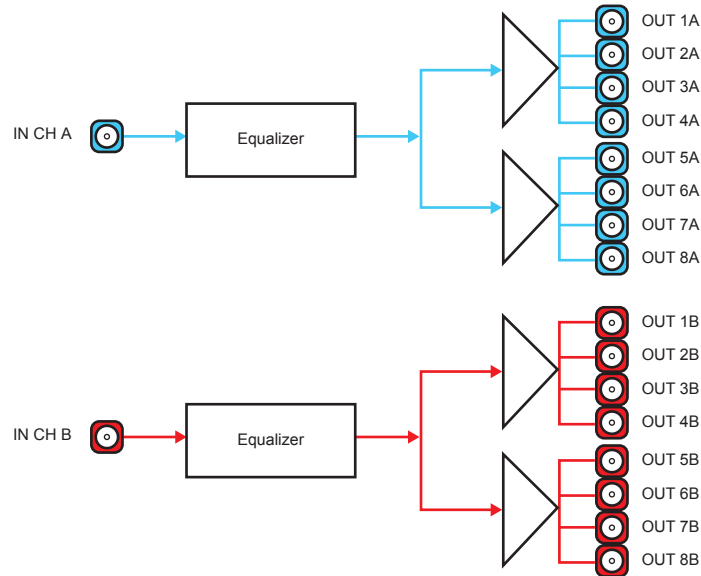 OUT 1A
OUT 2A
OUT 3A
OUT 4A
IN CH A
Equalizer
OUT 5A
OUT 6A
OUT 7A
OUT 8A
OUT 1B
OUT 2B
OUT 3B
OUT 4B
IN CH B
Equalizer
OUT 5B
OUT 6B
OUT 7B
OUT 8B